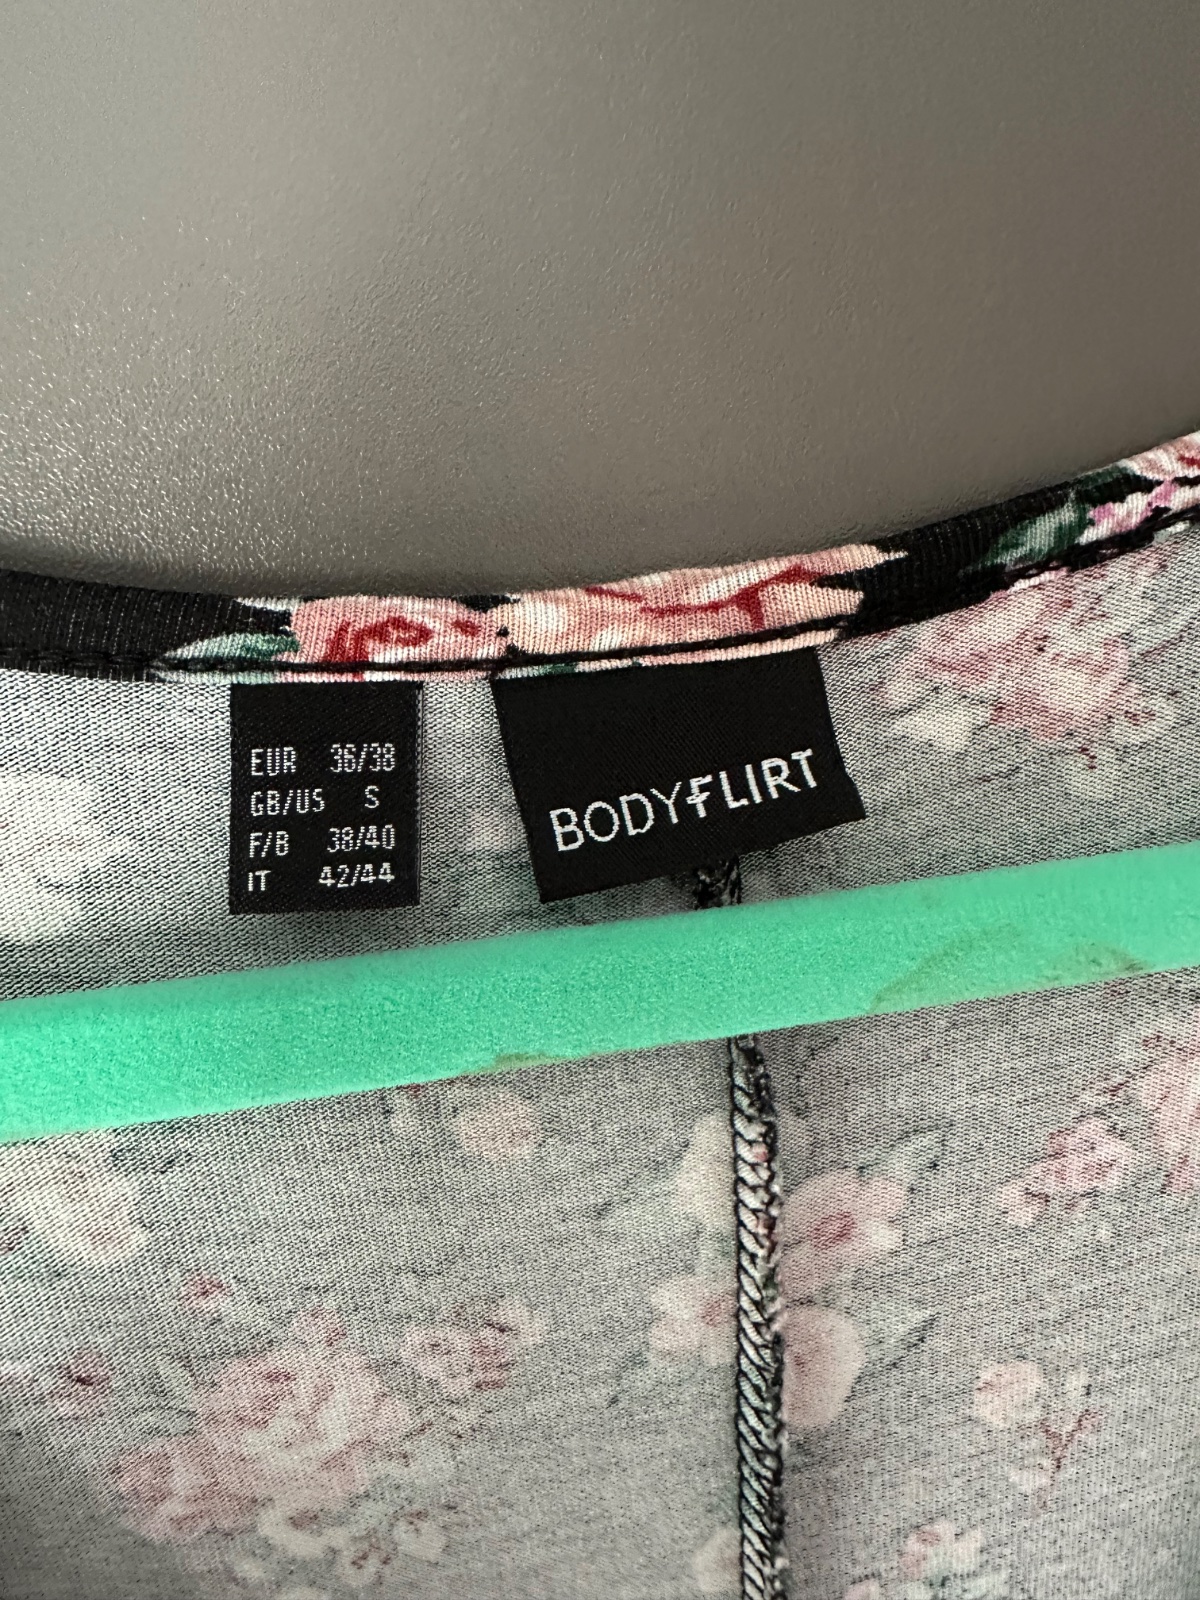 EUR 36/38
GB/US S
F/B 38/40
IT 42/44
BODYFLIRT